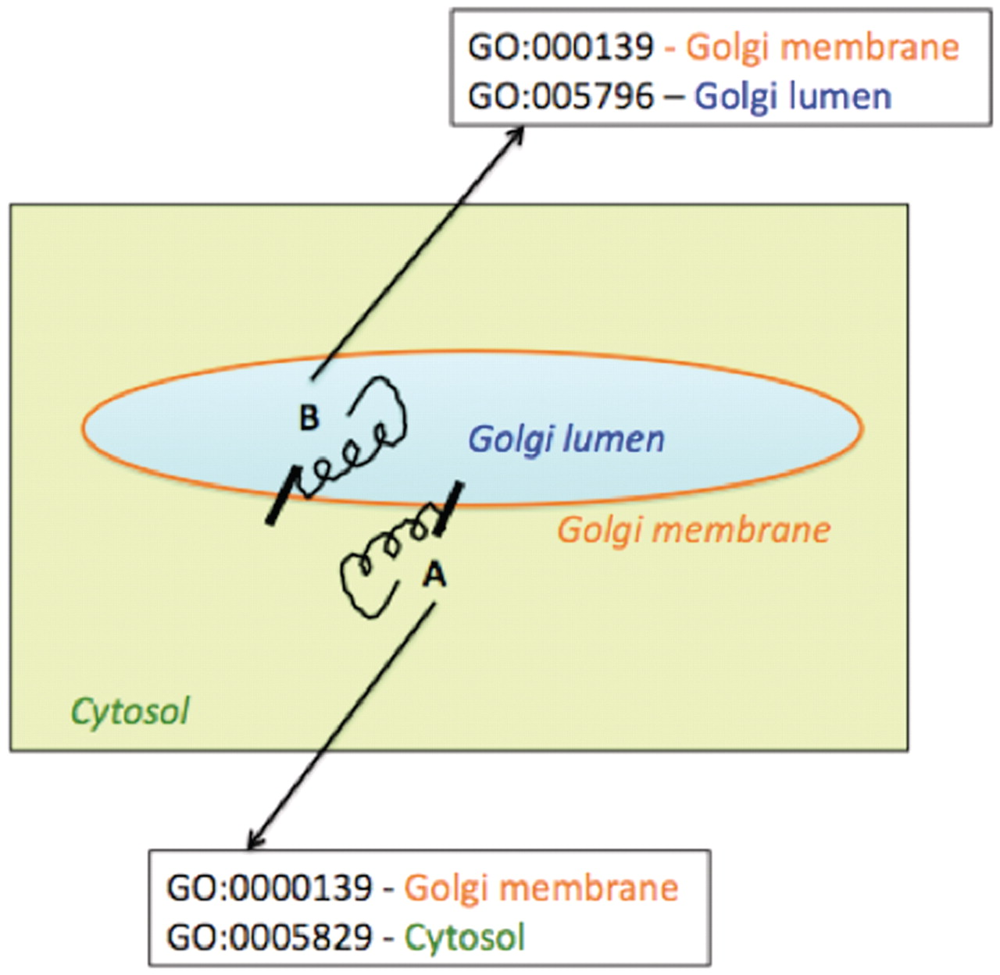 GO:000139 - Golgi membrane
GO:005796 – Golgi lumen
B
Golgi lumen
Golgi membrane
A
Cytosol
GO:0000139 - Golgi membrane
GO:0005829 - Cytosol